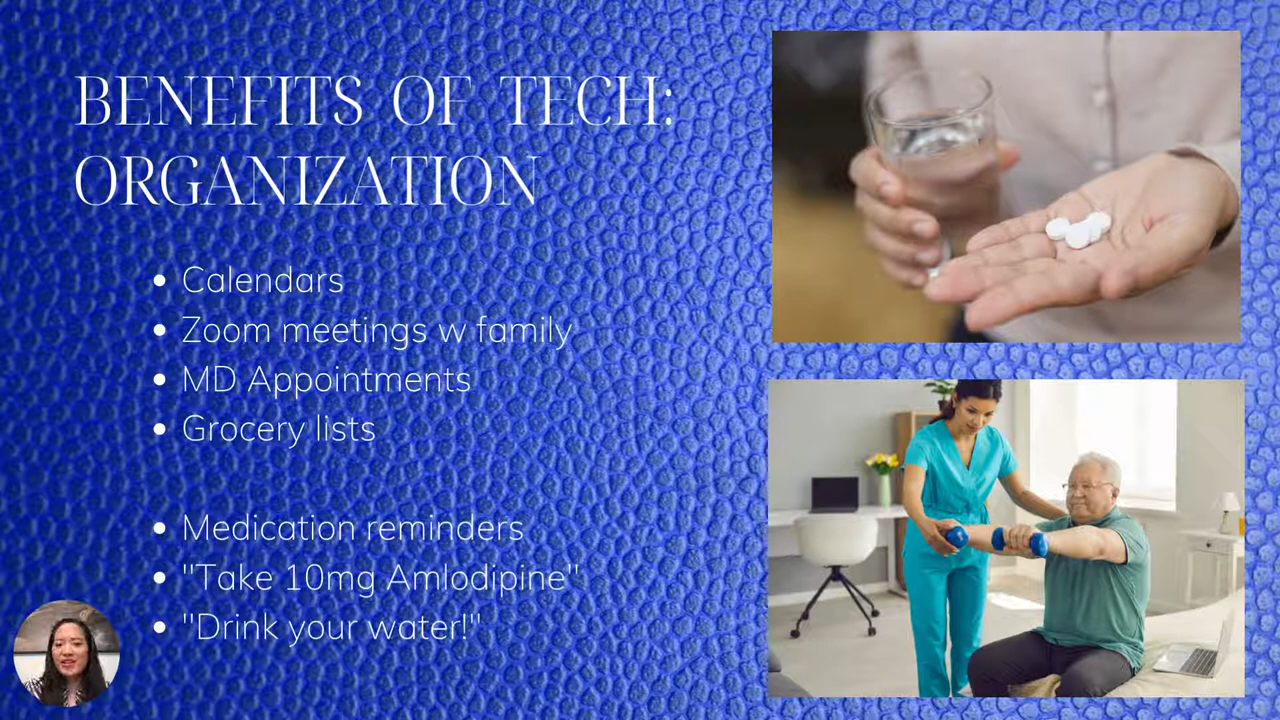 BENEFITS OF TECH:
ORGANIZATION
Calendars
Zoom meetings w family
MD Appointments
Grocery lists
Medication reminders
"Take 10mg Amlodipine"
"Drink your water!"